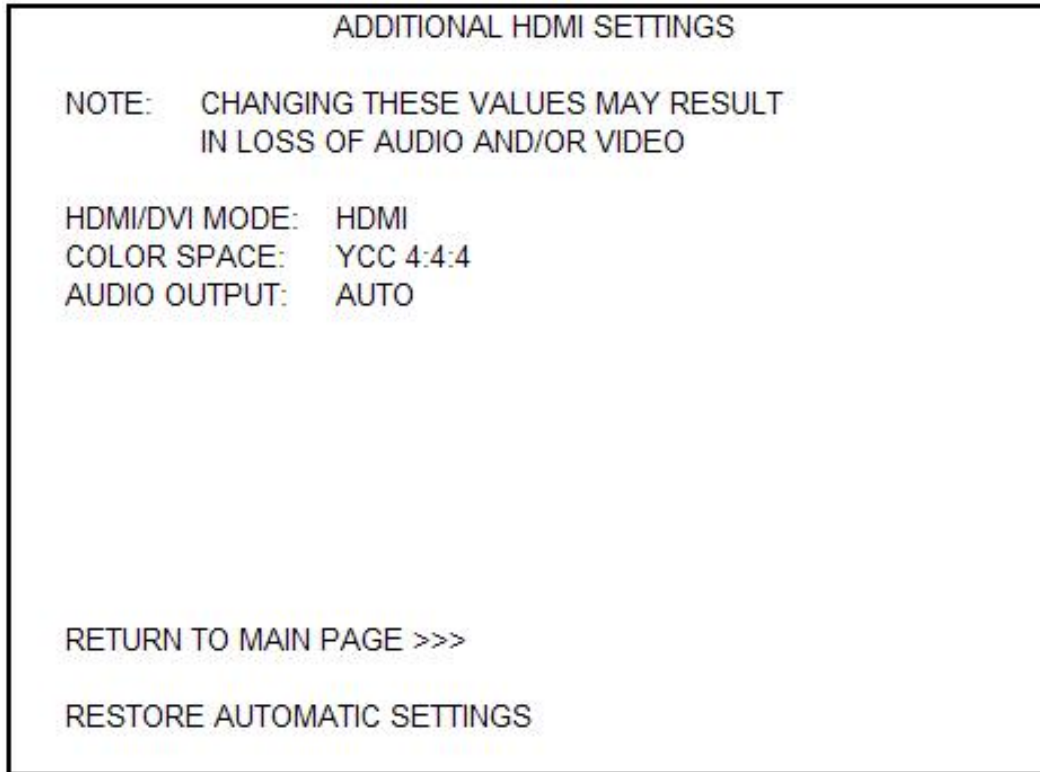 ADDITIONAL HDMI SETTINGS
NOTE: CHANGING THESE VALUES MAY RESULT
IN LOSS OF AUDIO AND/OR VIDEO
HDMI/DVI MODE: HDMI
COLOR SPACE: YCC 4:4:4
AUDIO OUTPUT: AUTO
RETURN TO MAIN PAGE >>>
RESTORE AUTOMATIC SETTINGS